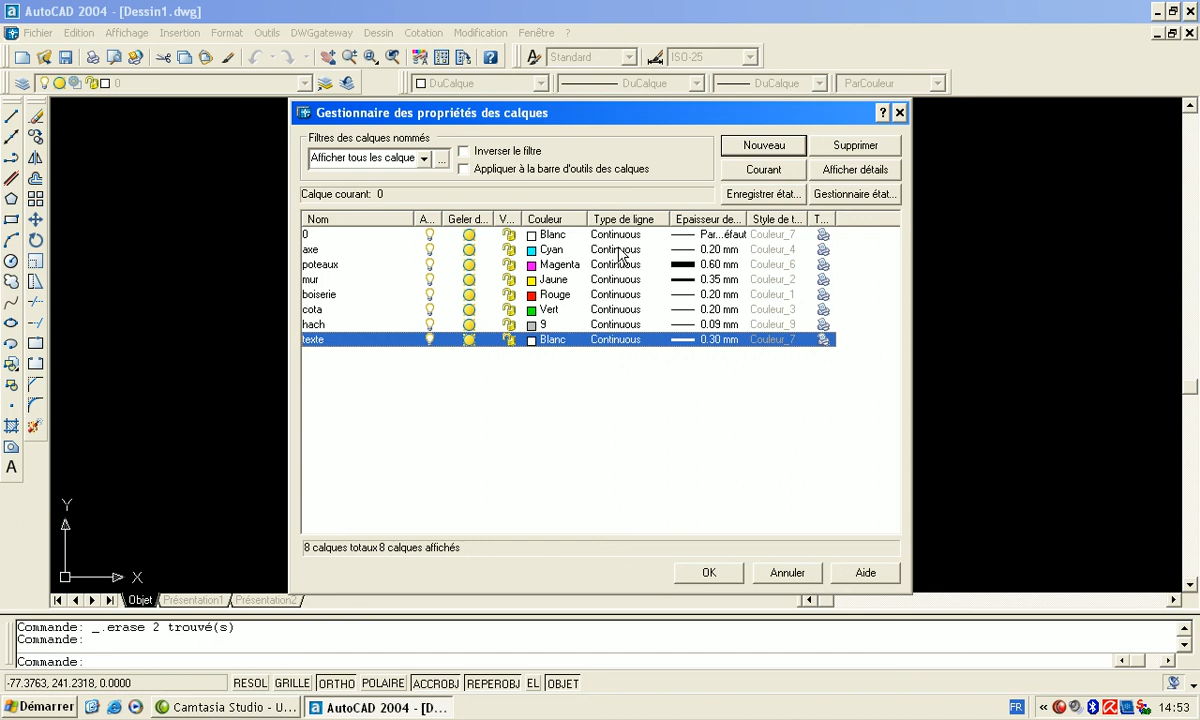 AutoCAD 2004 - [Dessin1.dwg]
Fichier Edition Affichage Insertion Format Outils DWGgateway Dessin Cotation Modification Fenêtre ?
Standard ISO-25
0 DuCalque DuCalque DuCalque ParCouleur
Gestionnaire des propriétés des calques
Filtres des calques nommés
Afficher tous les calque ... Inverser le filtre
Appliquer à la barre d'outils des calques
Nouveau Supprimer
Courant Afficher détails
Calque courant: 0 Enregistrer état... Gestionnaire état...
Nom A... Geler d... V... Couleur Type de ligne Epaisseur de... Style de t... T...
0 Blanc Continuous Par...éfaut Couleur_7
axe Cyan Continuous 0.20 mm Couleur_4
poteaux Magenta Continuous 0.60 mm Couleur_6
mur Jaune Continuous 0.35 mm Couleur_2
boiserie Rouge Continuous 0.20 mm Couleur_1
cota Vert Continuous 0.20 mm Couleur_3
hach 9 Continuous 0.09 mm Couleur_9
texte Blanc Continuous 0.30 mm Couleur_7
8 calques totaux 8 calques affichés
OK Annuler Aide
A
Y
X
Objet Présentation1 Présentation2
Commande: _.erase 2 trouvé(s)
Commande:
Commande:
-77.3763, 241.2318, 0.0000 RESOL GRILLE ORTHO POLAIRE ACCROBJ REPEROBJ EL OBJET
Démarrer Camtasia Studio - U... AutoCAD 2004 - [D... FR « 14:53